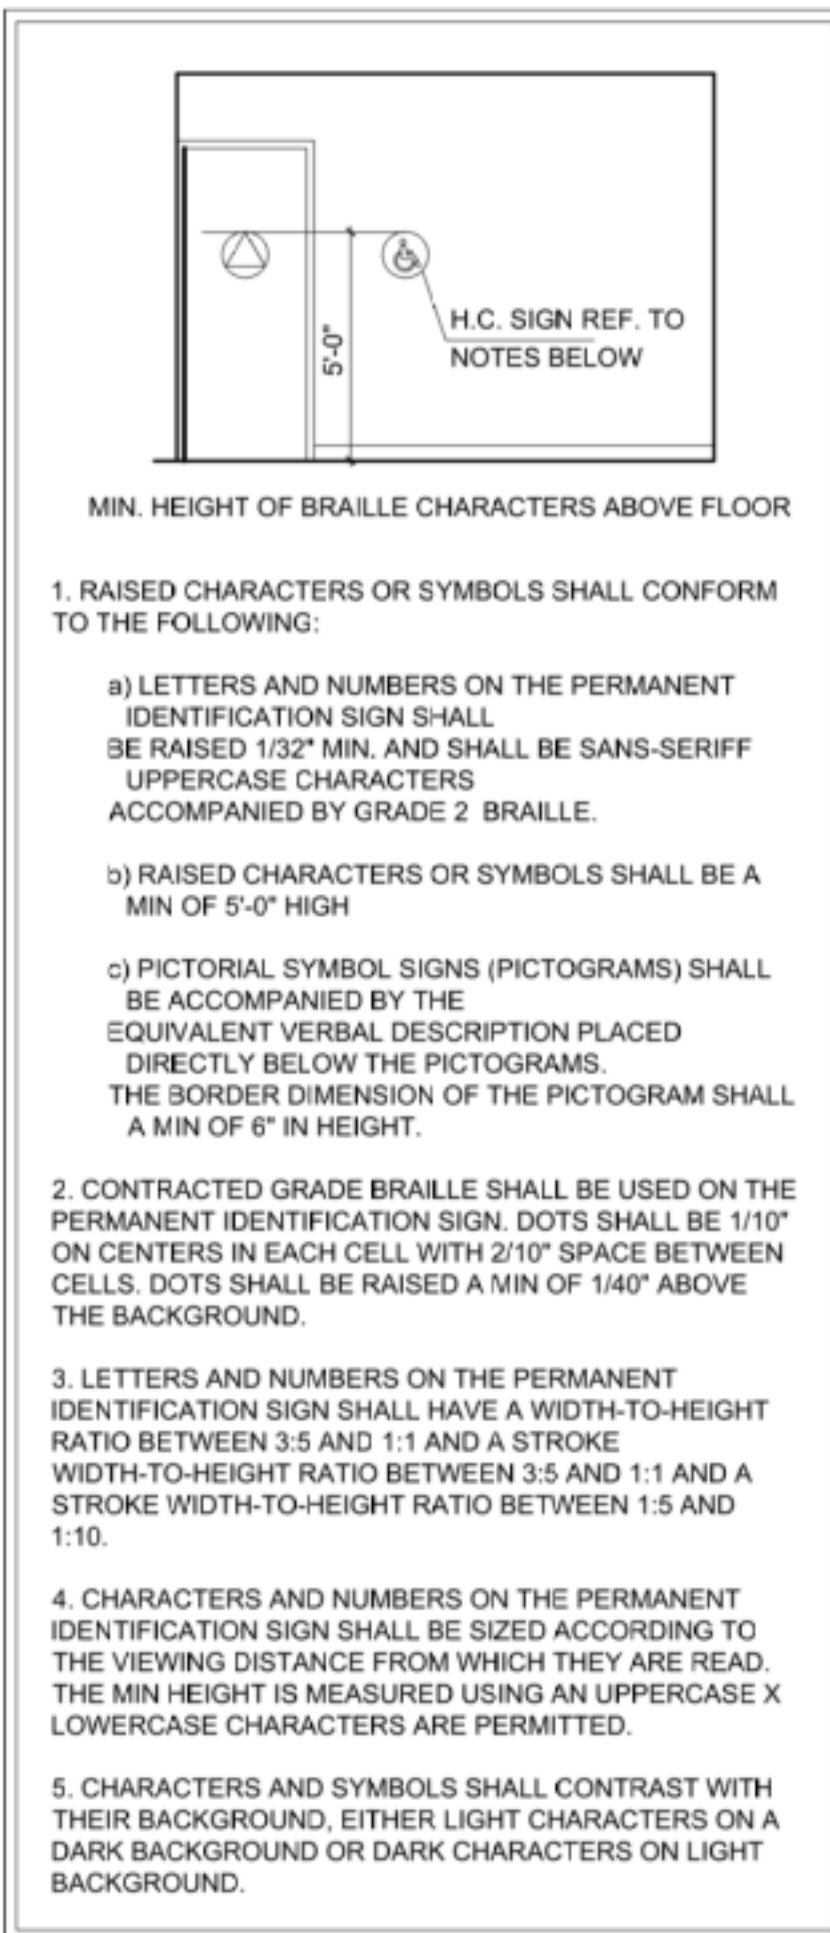 5'-0"
H.C. SIGN REF. TO
NOTES BELOW
MIN. HEIGHT OF BRAILLE CHARACTERS ABOVE FLOOR
1. RAISED CHARACTERS OR SYMBOLS SHALL CONFORM
TO THE FOLLOWING:
a) LETTERS AND NUMBERS ON THE PERMANENT
IDENTIFICATION SIGN SHALL
BE RAISED 1/32" MIN. AND SHALL BE SANS-SERIFF
UPPERCASE CHARACTERS
ACCOMPANIED BY GRADE 2 BRAILLE.
b) RAISED CHARACTERS OR SYMBOLS SHALL BE A
MIN OF 5'-0" HIGH
c) PICTORIAL SYMBOL SIGNS (PICTOGRAMS) SHALL
BE ACCOMPANIED BY THE
EQUIVALENT VERBAL DESCRIPTION PLACED
DIRECTLY BELOW THE PICTOGRAMS.
THE BORDER DIMENSION OF THE PICTOGRAM SHALL
A MIN OF 6" IN HEIGHT.
2. CONTRACTED GRADE BRAILLE SHALL BE USED ON THE
PERMANENT IDENTIFICATION SIGN. DOTS SHALL BE 1/10"
ON CENTERS IN EACH CELL WITH 2/10" SPACE BETWEEN
CELLS. DOTS SHALL BE RAISED A MIN OF 1/40" ABOVE
THE BACKGROUND.
3. LETTERS AND NUMBERS ON THE PERMANENT
IDENTIFICATION SIGN SHALL HAVE A WIDTH-TO-HEIGHT
RATIO BETWEEN 3:5 AND 1:1 AND A STROKE
WIDTH-TO-HEIGHT RATIO BETWEEN 3:5 AND 1:1 AND A
STROKE WIDTH-TO-HEIGHT RATIO BETWEEN 1:5 AND
1:10.
4. CHARACTERS AND NUMBERS ON THE PERMANENT
IDENTIFICATION SIGN SHALL BE SIZED ACCORDING TO
THE VIEWING DISTANCE FROM WHICH THEY ARE READ.
THE MIN HEIGHT IS MEASURED USING AN UPPERCASE X
LOWERCASE CHARACTERS ARE PERMITTED.
5. CHARACTERS AND SYMBOLS SHALL CONTRAST WITH
THEIR BACKGROUND, EITHER LIGHT CHARACTERS ON A
DARK BACKGROUND OR DARK CHARACTERS ON LIGHT
BACKGROUND.